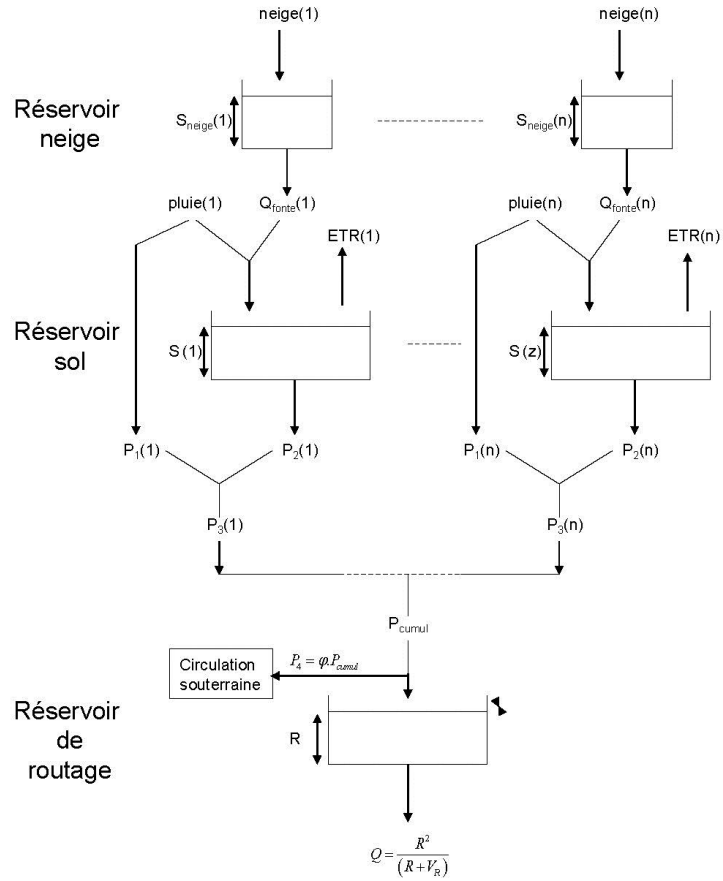 neige(1) neige(n)
Réservoir
neige
Sneige(1) Sneige(n)
pluie(1) Qfonte(1) pluie(n) Qfonte(n)
ETR(1) ETR(n)
Réservoir
sol
S(1) S(z)
P1(1) P2(1) P1(n) P2(n)
P3(1) P3(n)
Pcumul
Circulation
souterraine
P4 = φ.Pcumul
Réservoir
de
routage
R
Q = R² / (R + VR)